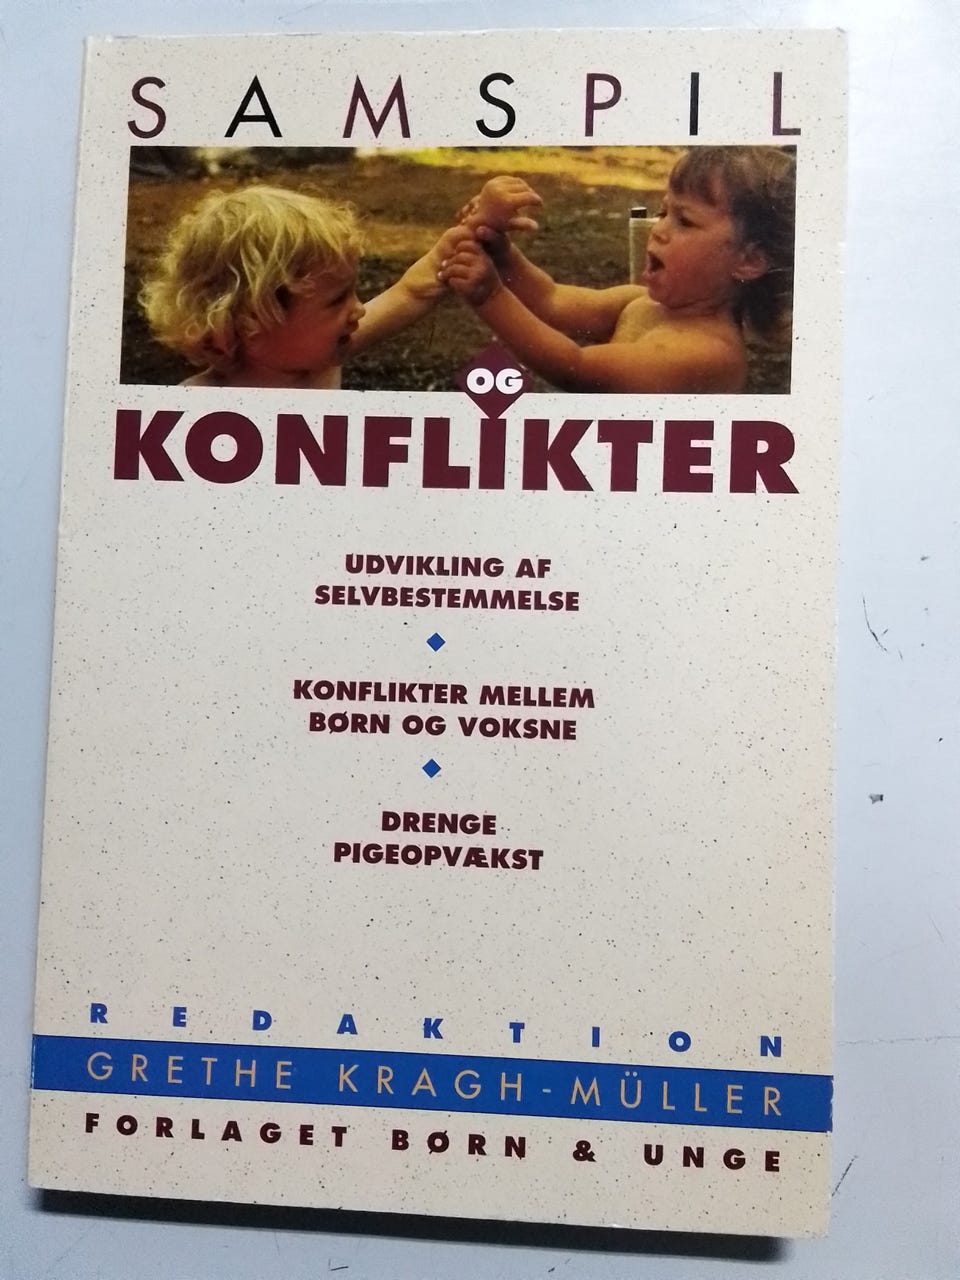 SAMSPIL
OG
KONFLIKTER
UDVIKLING AF
SELVBESTEMMELSE
KONFLIKTER MELLEM
BØRN OG VOKSNE
DRENGE
PIGEOPVÆKST
REDAKTION
GRETHE KRAGH-MÜLLER
FORLAGET BØRN & UNGE